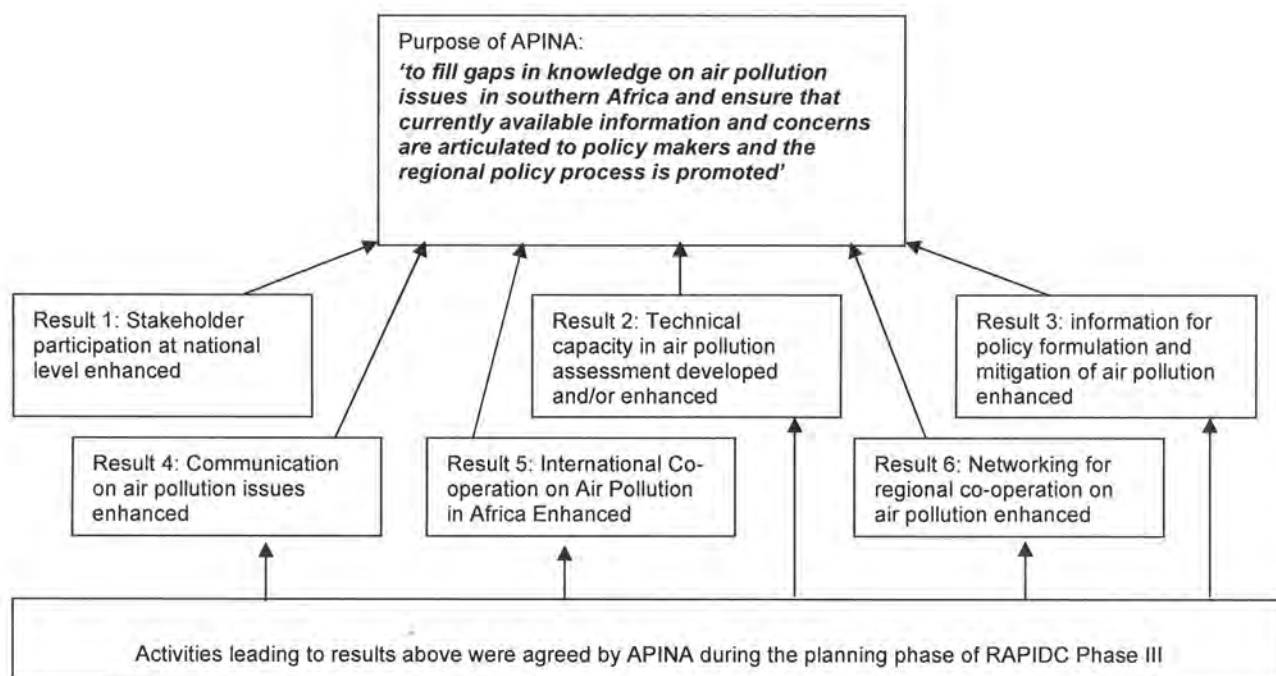 Purpose of APINA:
‘to fill gaps in knowledge on air pollution
issues in southern Africa and ensure that
currently available information and concerns
are articulated to policy makers and the
regional policy process is promoted’
Result 1: Stakeholder
participation at national
level enhanced
Result 2: Technical
capacity in air pollution
assessment developed
and/or enhanced
Result 3: information for
policy formulation and
mitigation of air pollution
enhanced
Result 4: Communication
on air pollution issues
enhanced
Result 5: International Co-
operation on Air Pollution
in Africa Enhanced
Result 6: Networking for
regional co-operation on
air pollution enhanced
Activities leading to results above were agreed by APINA during the planning phase of RAPIDC Phase III